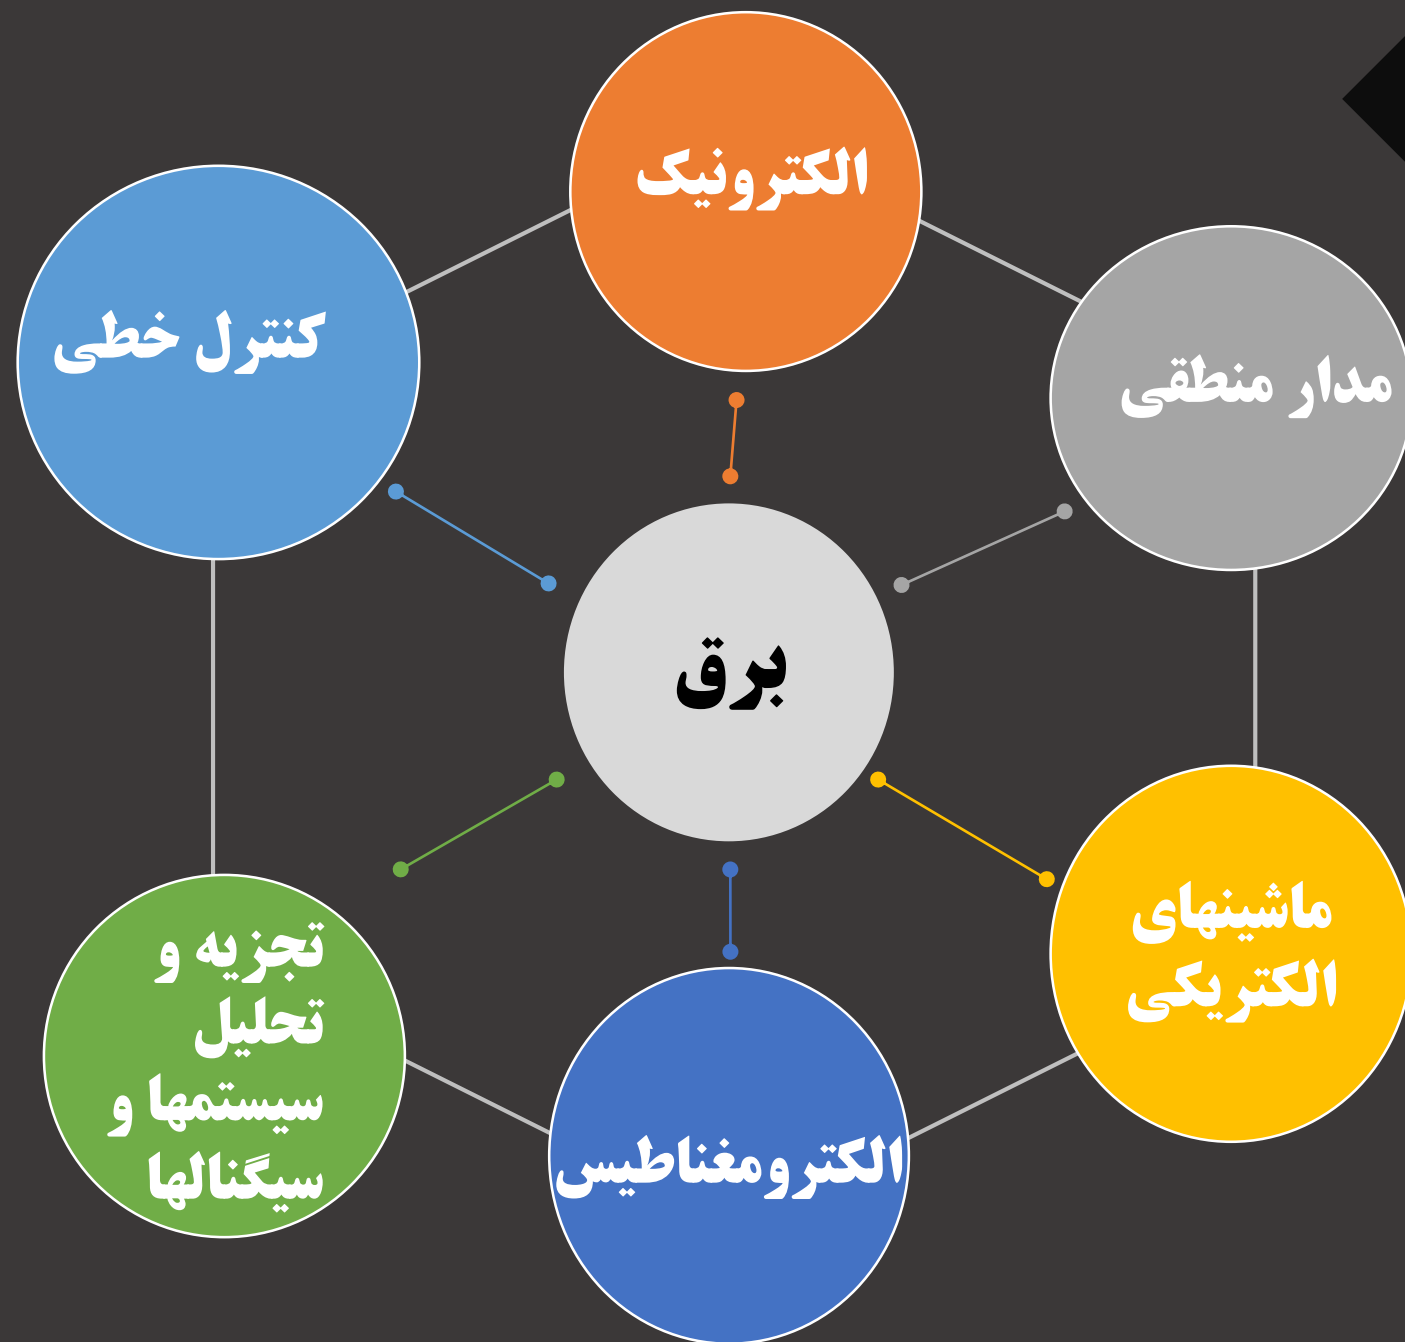 الکترونیک
کنترل خطی
مدار منطقی
برق
ماشینهای
الکتریکی
تجزیه و
تحلیل
سیستمها و
سیگنالها
الکترومغناطیس